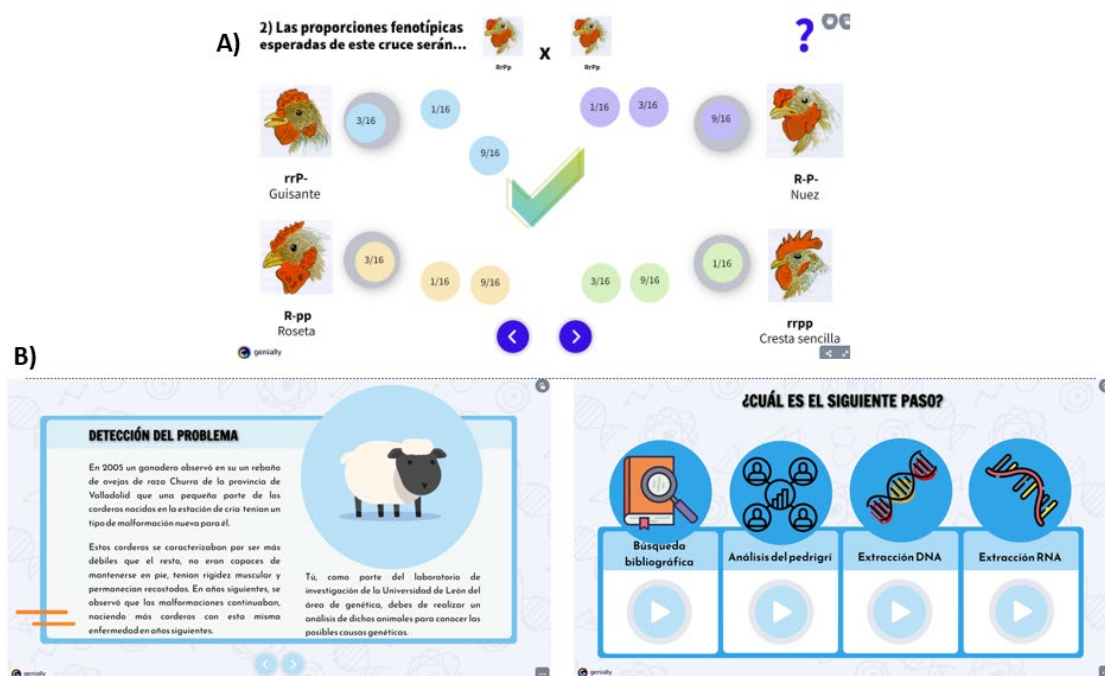 A)
2) Las proporciones fenotípicas
esperadas de este cruce serán...
RrPp
x
RrPp
?
3/16
1/16
9/16
rrP-
Guisante
1/16
3/16
9/16
R-P-
Nuez
3/16
1/16
9/16
R-pp
Roseta
3/16
9/16
1/16
rrpp
Cresta sencilla
genially
B)
DETECCIÓN DEL PROBLEMA
En 2005 un ganadero observó en su un rebaño
de ovejas de raza Churra de la provincia de
Valladolid que una pequeña parte de los
corderos nacidos en la estación de cria tenían un
tipo de malformación nueva para él.
Estos corderos se caracterizaban por ser más
débiles que el resto, no eran capaces de
mantenerse en pie, tenían rigidez muscular y
permanecían recostados. En años siguientes, se
observó que las malformaciones continuaban,
naciendo más corderos con esta misma
enfermedad en años siguientes.
Tú, como parte del laboratorio de
investigación de la Universidad de León del
área de genética, debes de realizar un
análisis de dichos animales para conocer las
posibles causas genéticas.
genially
¿CUÁL ES EL SIGUIENTE PASO?
Búsqueda
bibliográfica
Análisis del pedrigrí
Extracción DNA
Extracción RNA
genially